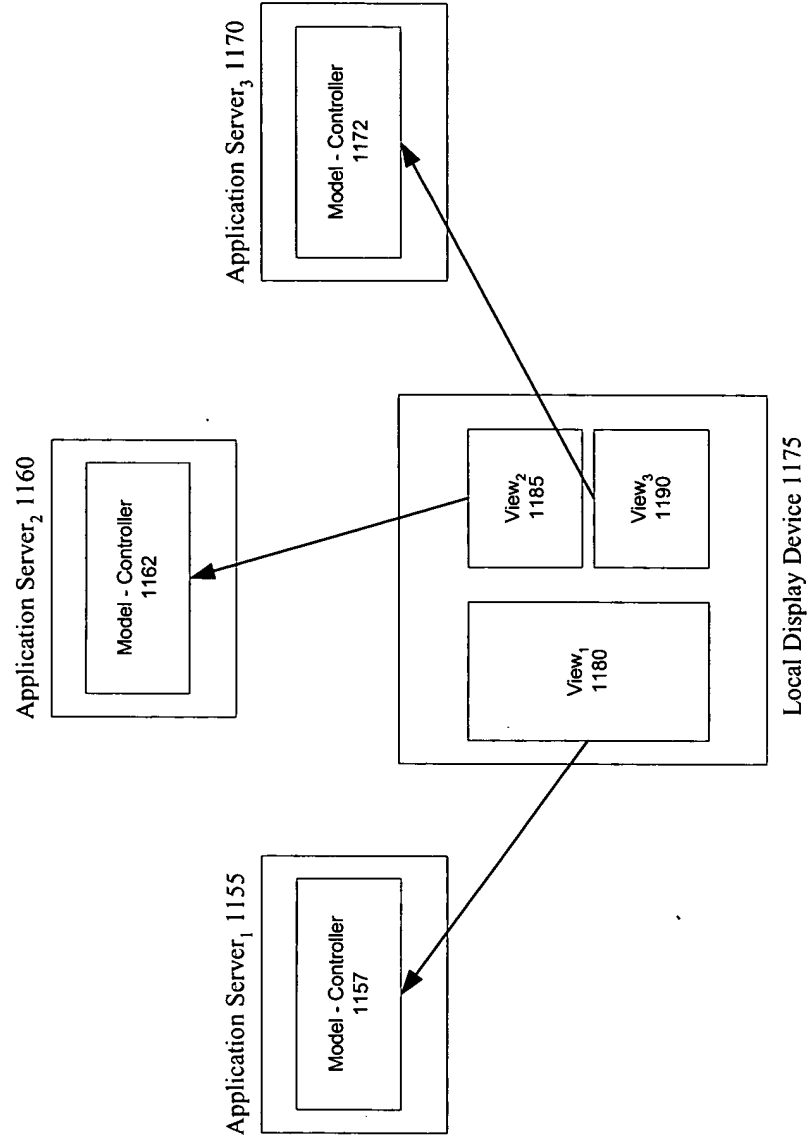 Application Server₂ 1160
Model - Controller
1162
Application Server₁ 1155
Model - Controller
1157
Application Server₃ 1170
Model - Controller
1172
View₁
1180
View₂
1185
View₃
1190
Local Display Device 1175